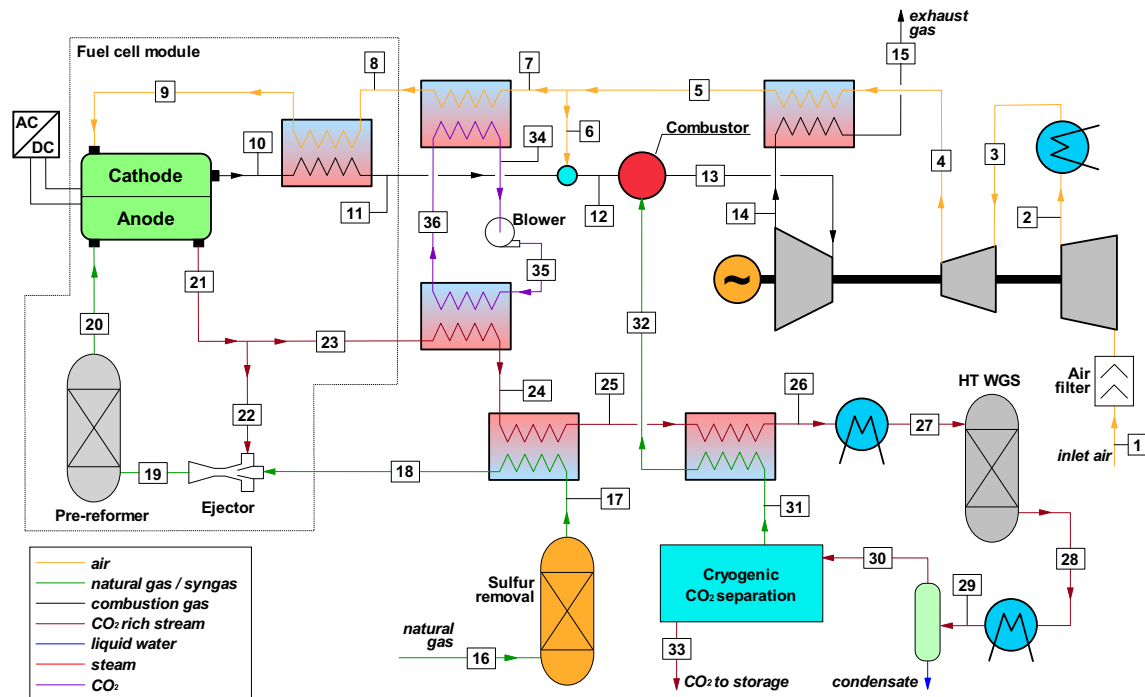 exhaust
gas
Fuel cell module
8
7
15
9
5
AC
DC
10
34
6
Combustor
4
3
Cathode
Anode
2
13
11
12
36
Blower
14
21
35
~
20
32
23
Air
filter
24
25
26
HT WGS
22
27
1
inlet air
19
18
17
Ejector
Pre-reformer
31
air
natural gas / syngas
combustion gas
CO2 rich stream
liquid water
steam
CO2
Sulfur
removal
Cryogenic
CO2 separation
30
28
29
natural
gas
16
33
CO2 to storage
condensate